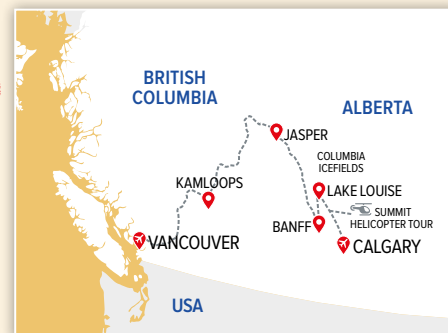 BRITISH
COLUMBIA
ALBERTA
JASPER
COLUMBIA
ICEFIELDS
KAMLOOPS
LAKE LOUISE
SUMMIT
HELICOPTER TOUR
BANFF
VANCOUVER
CALGARY
USA